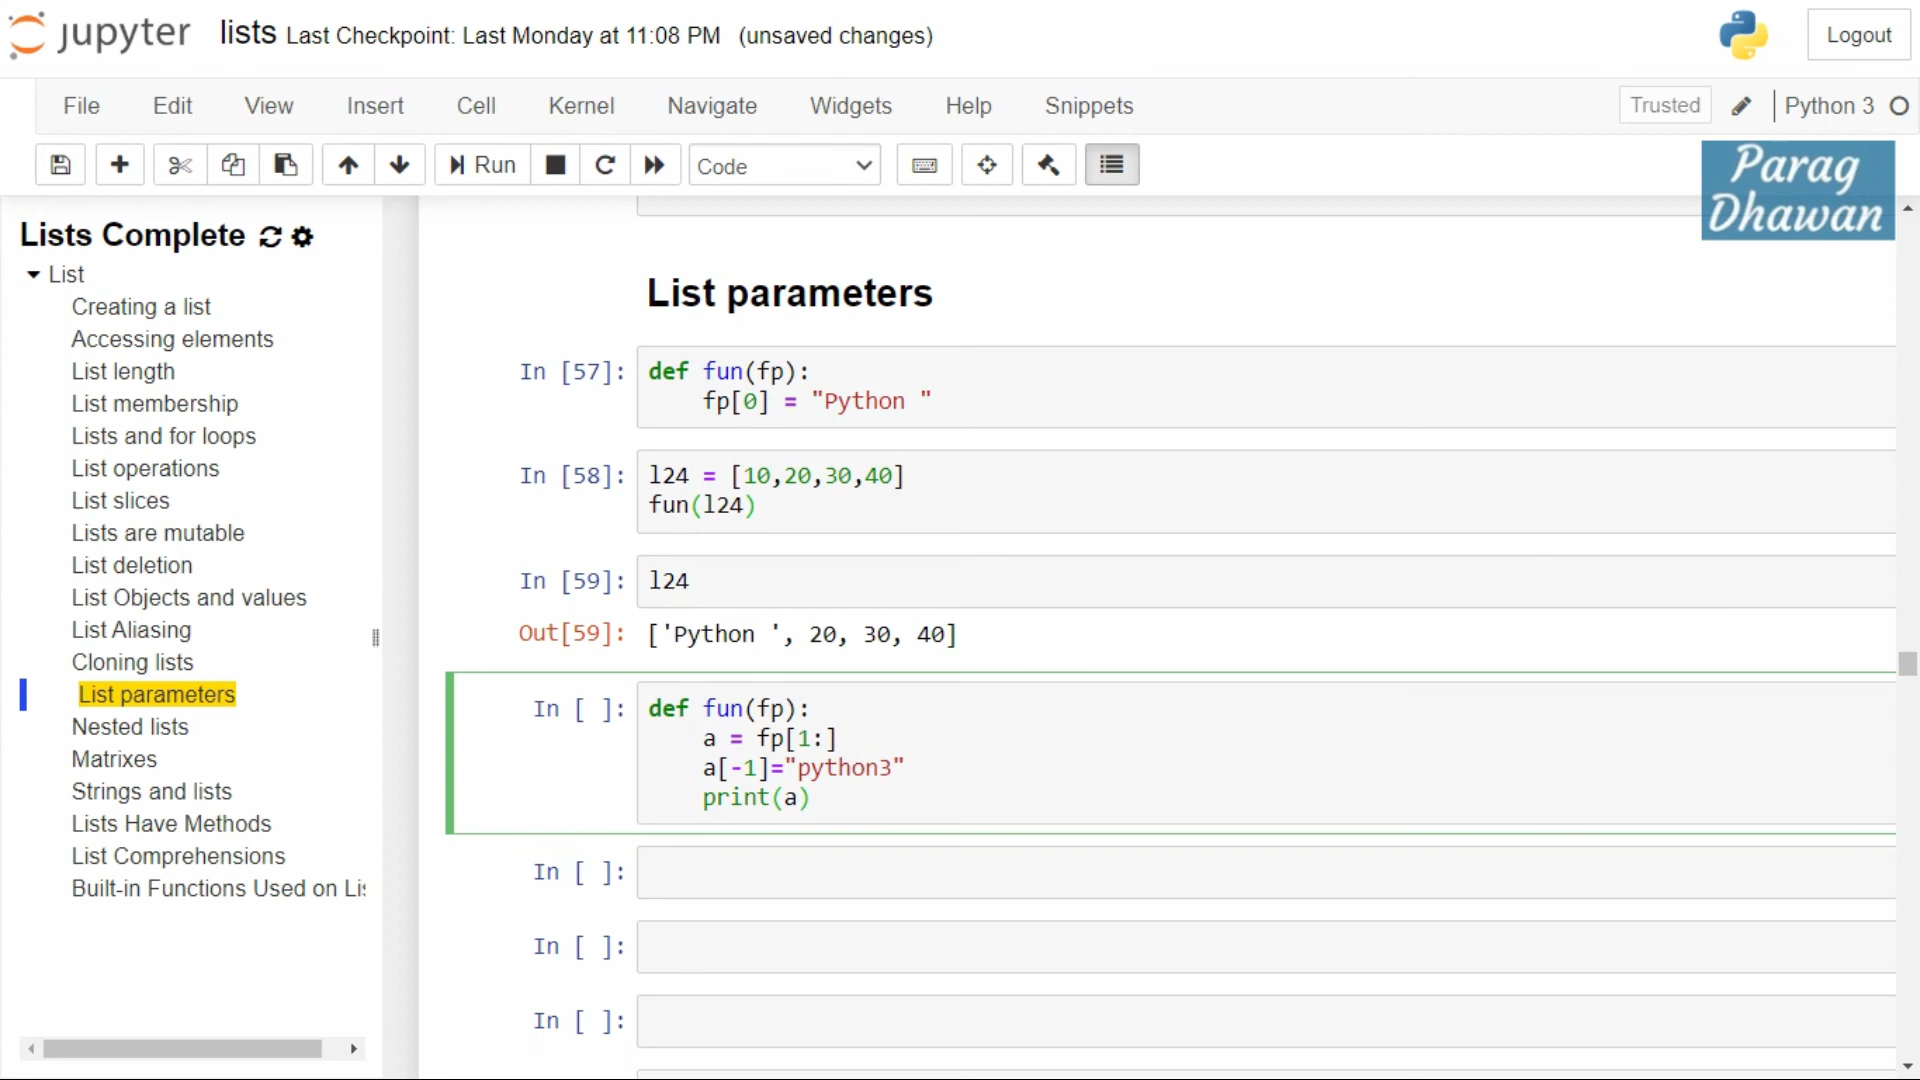 jupyter lists Last Checkpoint: Last Monday at 11:08 PM (unsaved changes) Logout
File Edit View Insert Cell Kernel Navigate Widgets Help Snippets Trusted Python 3
Run Code
Parag
Dhawan
Lists Complete
List
Creating a list
Accessing elements
List length
List membership
Lists and for loops
List operations
List slices
Lists are mutable
List deletion
List Objects and values
List Aliasing
Cloning lists
List parameters
Nested lists
Matrixes
Strings and lists
Lists Have Methods
List Comprehensions
Built-in Functions Used on Lis
List parameters
In [57]: def fun(fp):
fp[0] = "Python "
In [58]: l24 = [10,20,30,40]
fun(l24)
In [59]: l24
Out[59]: ['Python ', 20, 30, 40]
In [ ]: def fun(fp):
a = fp[1:]
a[-1]="python3"
print(a)
In [ ]:
In [ ]:
In [ ]: